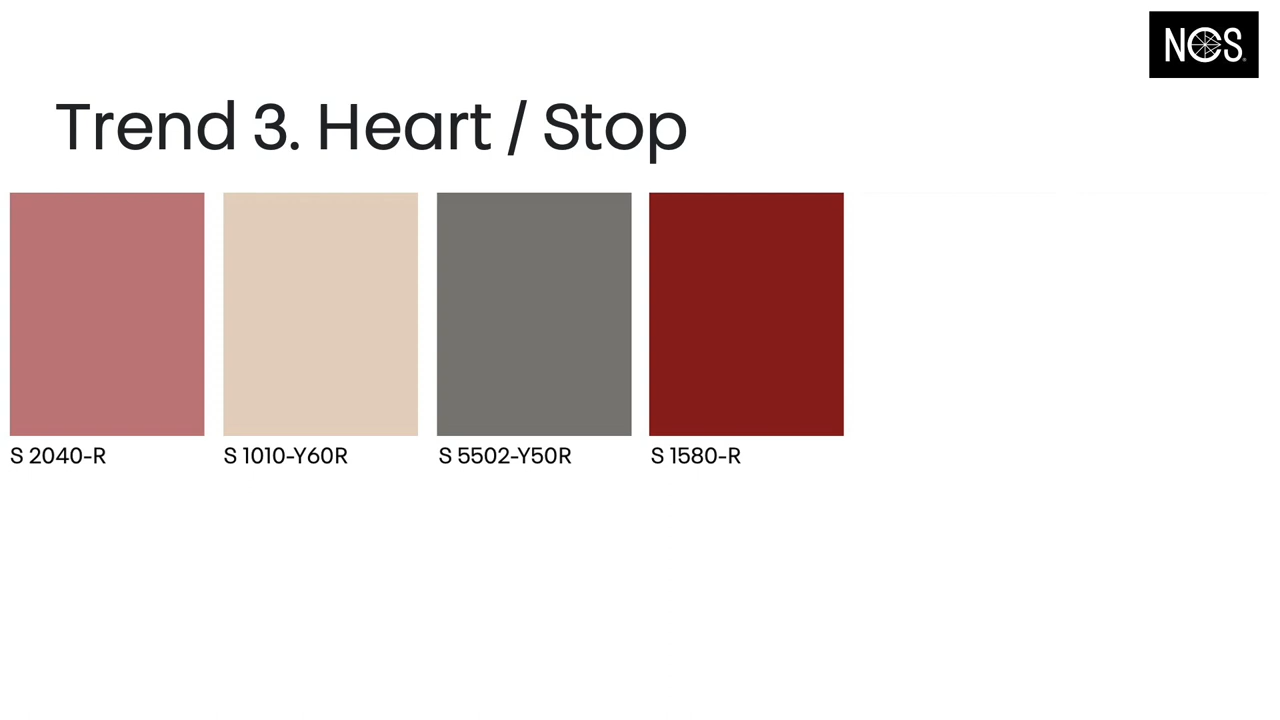 NCS
Trend 3. Heart / Stop
S 2040-R
S 1010-Y60R
S 5502-Y50R
S 1580-R